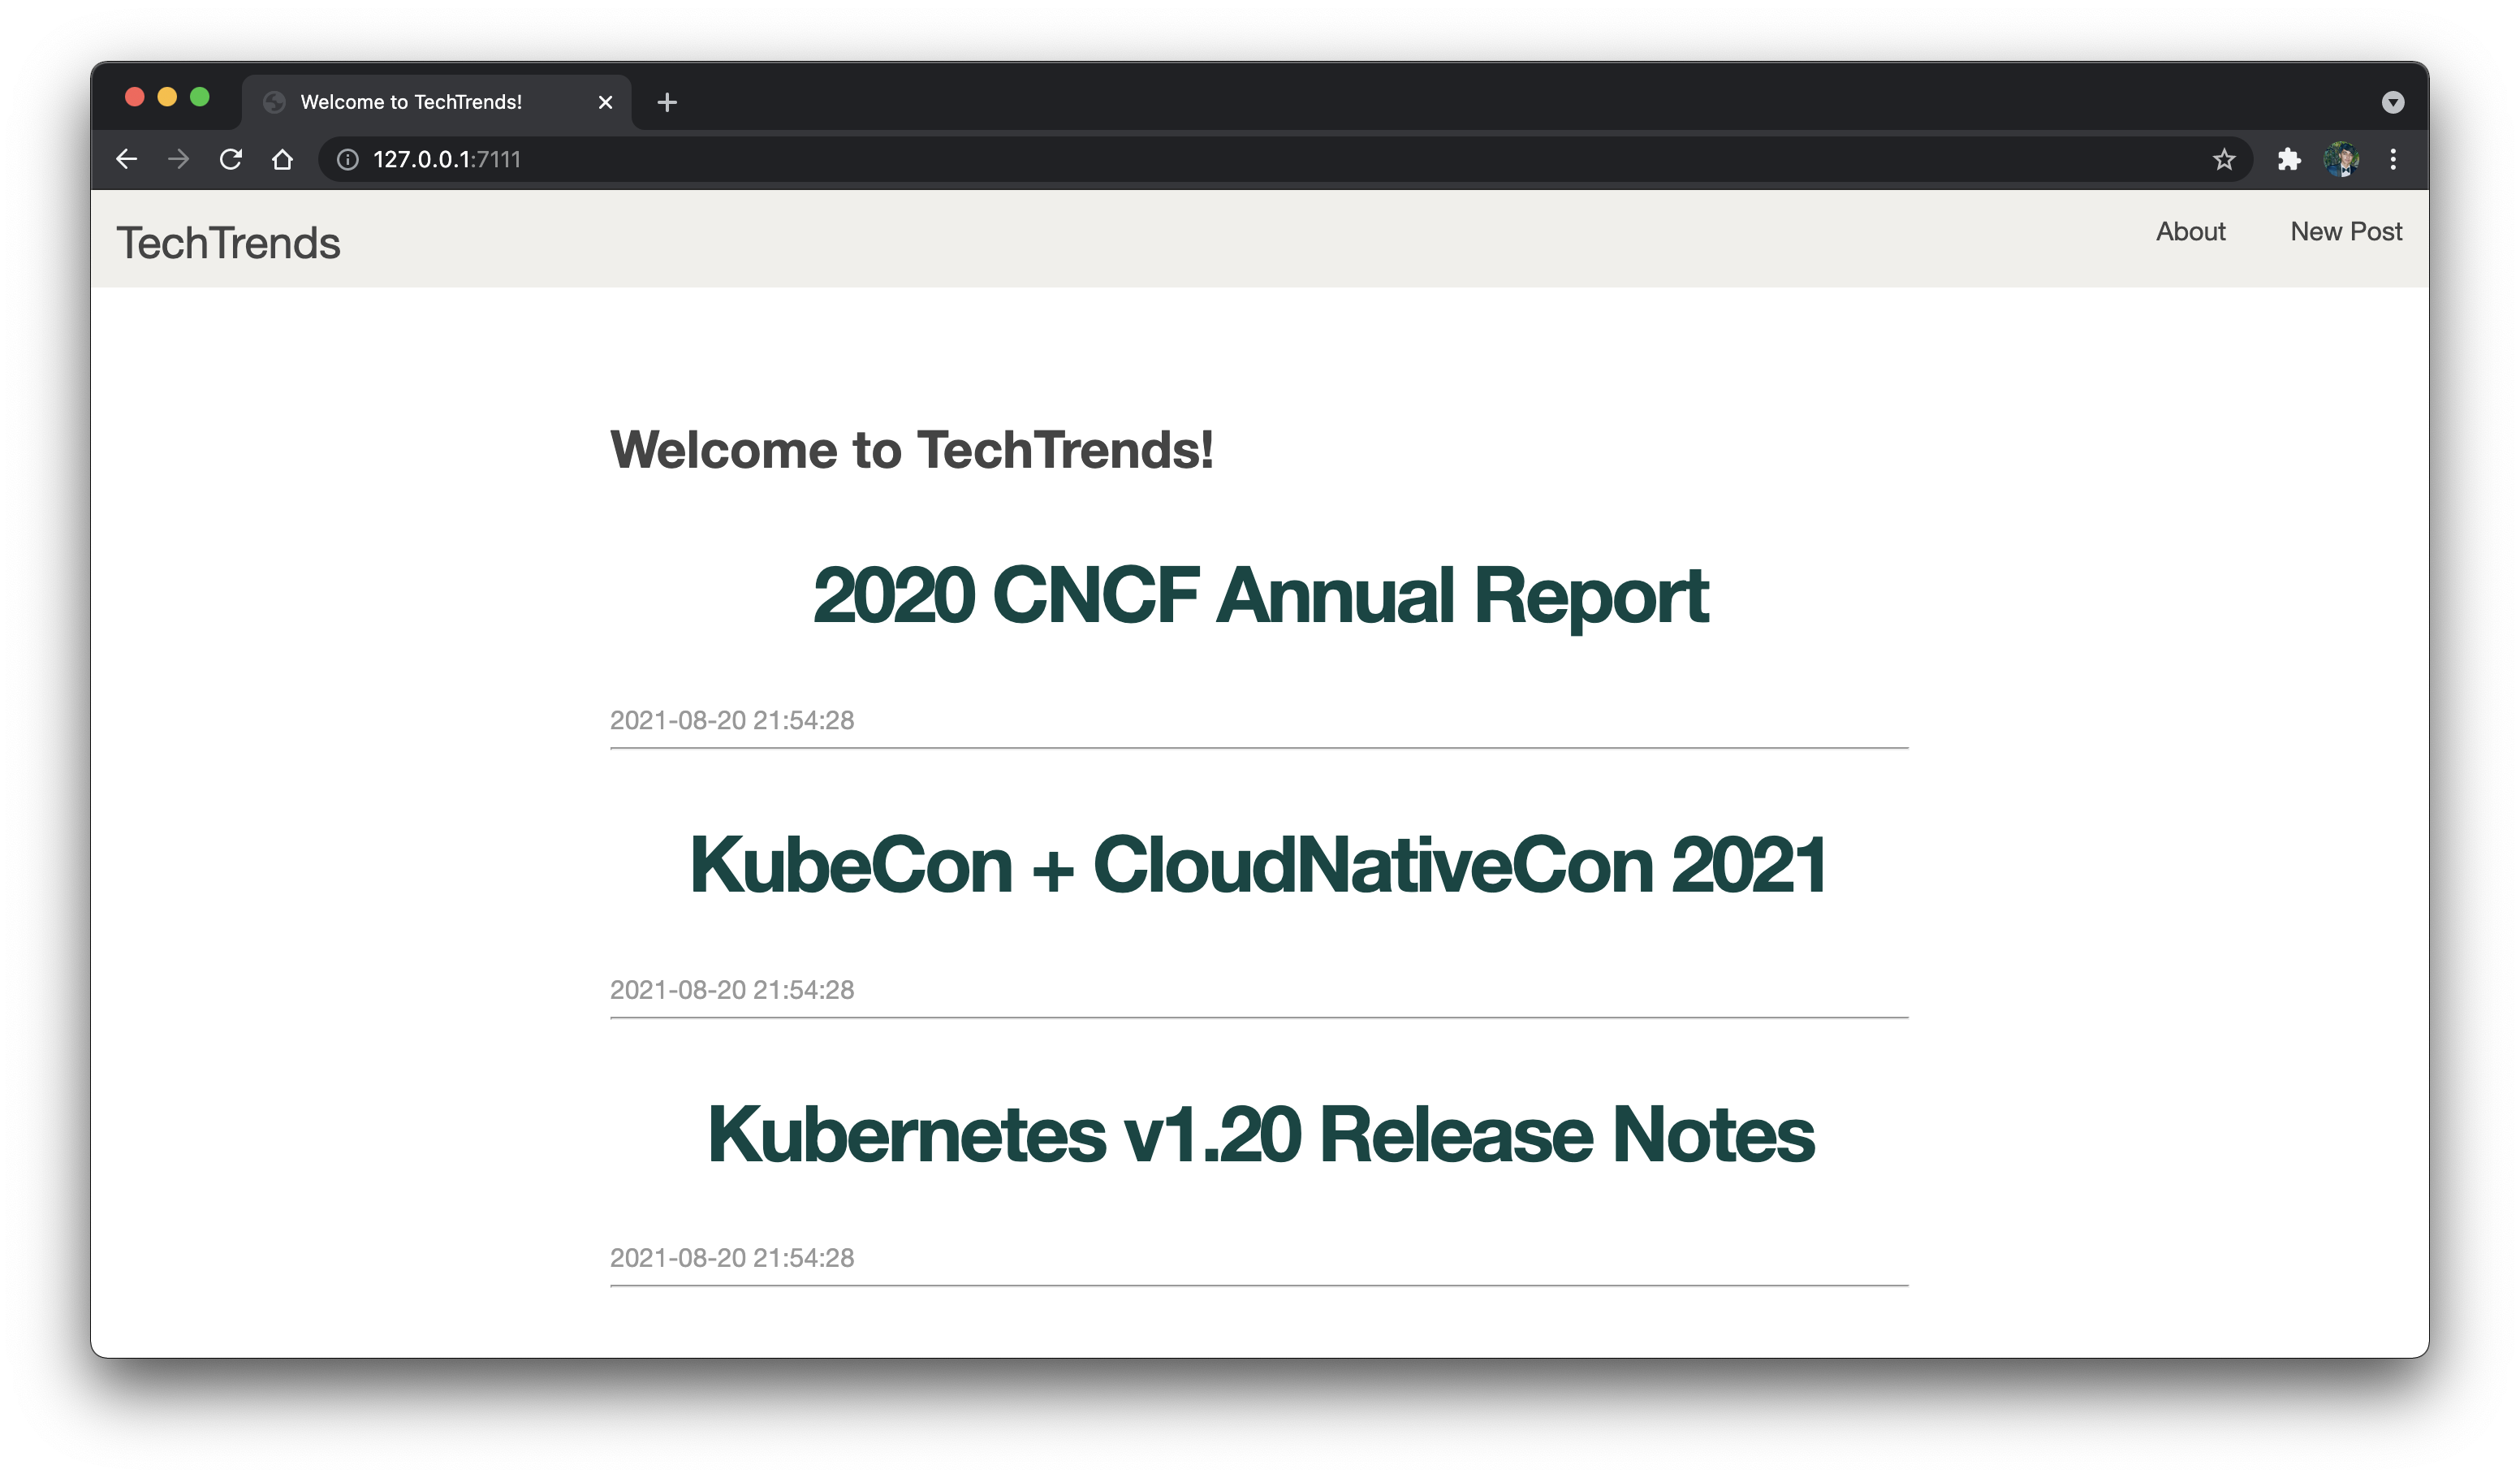 Welcome to TechTrends!
127.0.0.1:7111
TechTrends
About
New Post
Welcome to TechTrends!
2020 CNCF Annual Report
2021-08-20 21:54:28
KubeCon + CloudNativeCon 2021
2021-08-20 21:54:28
Kubernetes v1.20 Release Notes
2021-08-20 21:54:28